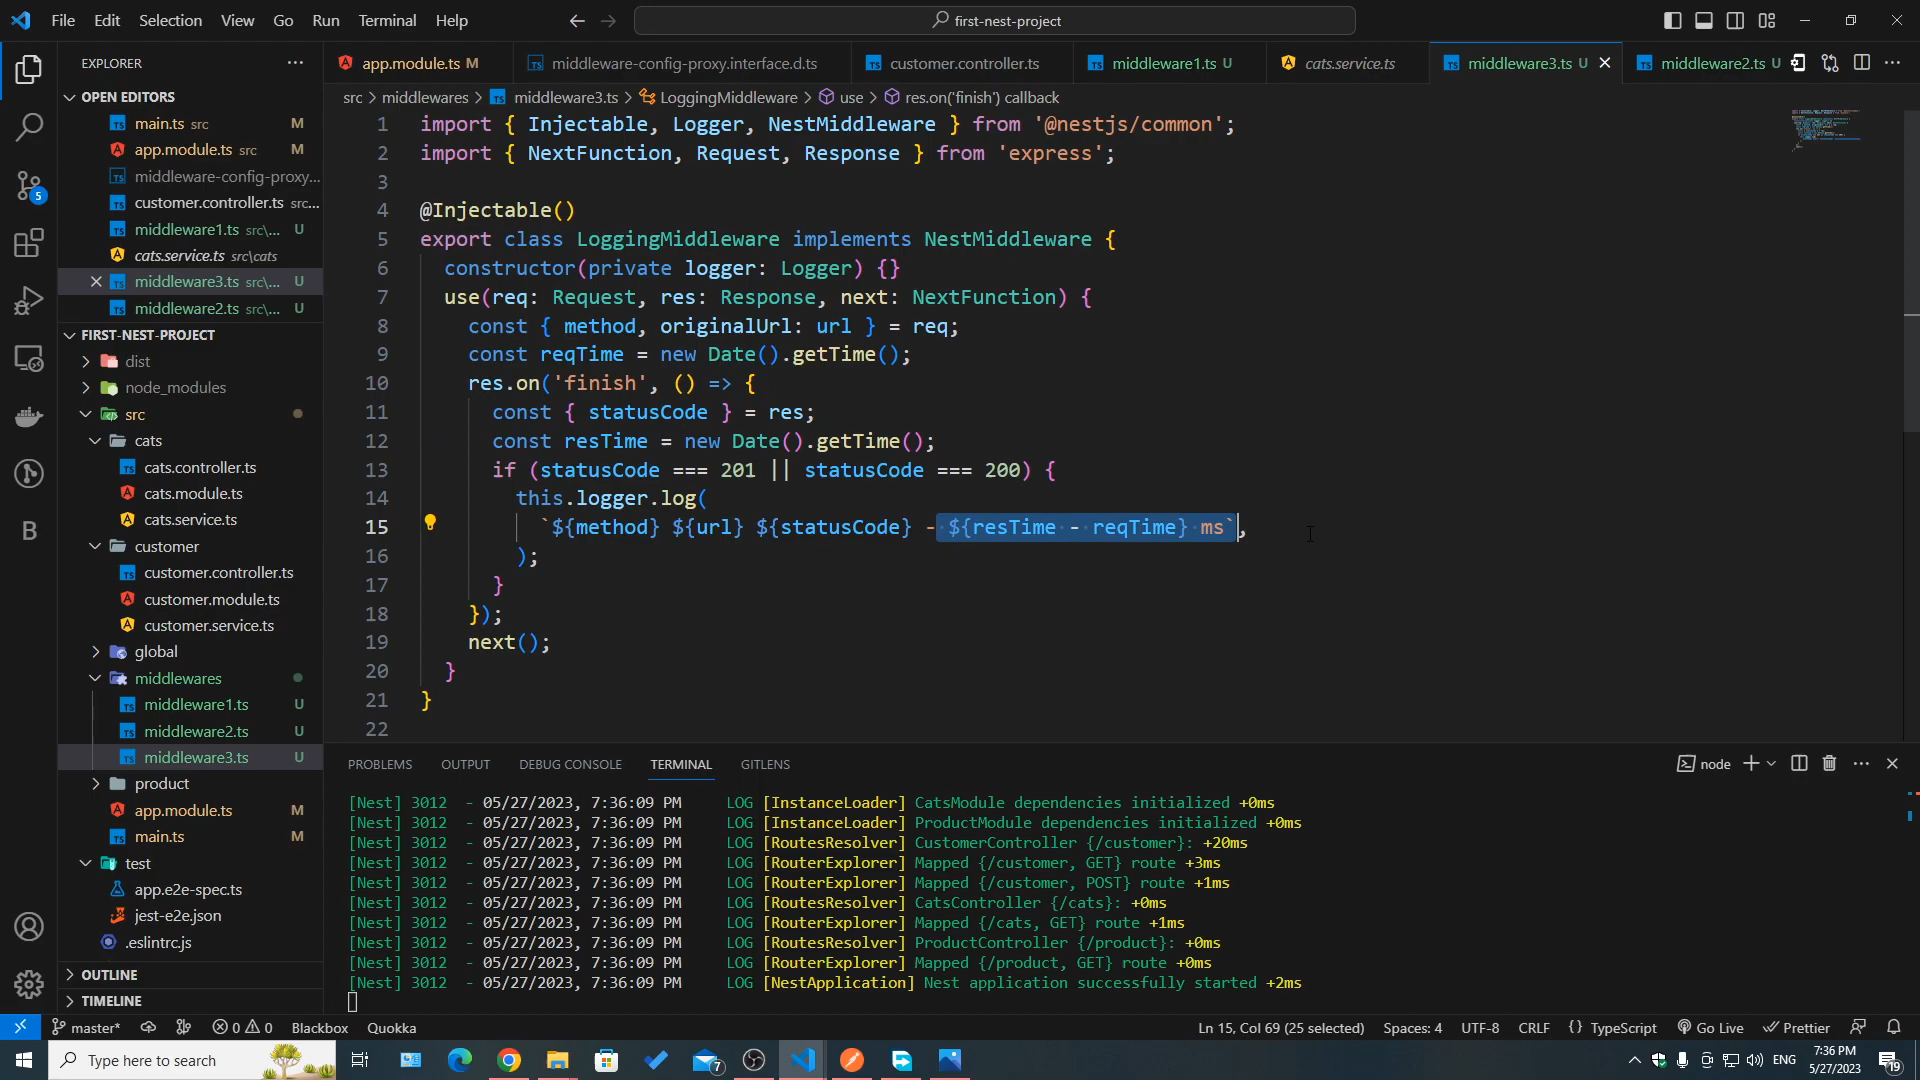 File Edit Selection View Go Run Terminal Help
first-nest-project
EXPLORER
OPEN EDITORS
main.ts src M
app.module.ts src M
middleware-config-proxy...
customer.controller.ts src...
middleware1.ts src\... U
cats.service.ts src\cats
middleware3.ts src\... U
middleware2.ts src\... U
FIRST-NEST-PROJECT
dist
node_modules
src
cats
cats.controller.ts
cats.module.ts
cats.service.ts
customer
customer.controller.ts
customer.module.ts
customer.service.ts
global
middlewares
middleware1.ts U
middleware2.ts U
middleware3.ts U
product
app.module.ts M
main.ts M
test
app.e2e-spec.ts
jest-e2e.json
.eslintrc.js
OUTLINE
TIMELINE
5
B
app.module.ts M middleware-config-proxy.interface.d.ts customer.controller.ts middleware1.ts U cats.service.ts middleware3.ts U middleware2.ts U
src > middlewares > middleware3.ts > LoggingMiddleware > use > res.on('finish') callback
1 import { Injectable, Logger, NestMiddleware } from '@nestjs/common';
2 import { NextFunction, Request, Response } from 'express';
3
4 @Injectable()
5 export class LoggingMiddleware implements NestMiddleware {
6 constructor(private logger: Logger) {}
7 use(req: Request, res: Response, next: NextFunction) {
8 const { method, originalUrl: url } = req;
9 const reqTime = new Date().getTime();
10 res.on('finish', () => {
11 const { statusCode } = res;
12 const resTime = new Date().getTime();
13 if (statusCode === 201 || statusCode === 200) {
14 this.logger.log(
15 `${method} ${url} ${statusCode} - ${resTime - reqTime} ms`,
16 );
17 }
18 });
19 next();
20 }
21 }
22
PROBLEMS OUTPUT DEBUG CONSOLE TERMINAL GITLENS
node
[Nest] 3012 - 05/27/2023, 7:36:09 PM LOG [InstanceLoader] CatsModule dependencies initialized +0ms
[Nest] 3012 - 05/27/2023, 7:36:09 PM LOG [InstanceLoader] ProductModule dependencies initialized +0ms
[Nest] 3012 - 05/27/2023, 7:36:09 PM LOG [RoutesResolver] CustomerController {/customer}: +20ms
[Nest] 3012 - 05/27/2023, 7:36:09 PM LOG [RouterExplorer] Mapped {/customer, GET} route +3ms
[Nest] 3012 - 05/27/2023, 7:36:09 PM LOG [RouterExplorer] Mapped {/customer, POST} route +1ms
[Nest] 3012 - 05/27/2023, 7:36:09 PM LOG [RoutesResolver] CatsController {/cats}: +0ms
[Nest] 3012 - 05/27/2023, 7:36:09 PM LOG [RouterExplorer] Mapped {/cats, GET} route +1ms
[Nest] 3012 - 05/27/2023, 7:36:09 PM LOG [RoutesResolver] ProductController {/product}: +0ms
[Nest] 3012 - 05/27/2023, 7:36:09 PM LOG [RouterExplorer] Mapped {/product, GET} route +0ms
[Nest] 3012 - 05/27/2023, 7:36:09 PM LOG [NestApplication] Nest application successfully started +2ms
master* 0 0 Blackbox Quokka Ln 15, Col 69 (25 selected) Spaces: 4 UTF-8 CRLF {} TypeScript Go Live Prettier
Type here to search 7 ENG 7:36 PM 19
5/27/2023